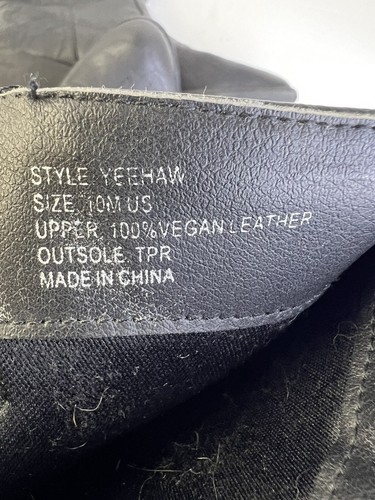 STYLE YEEHAW
SIZE. 10M US
UPPER. 100%VEGAN LEATHER
OUTSOLE. TPR
MADE IN CHINA